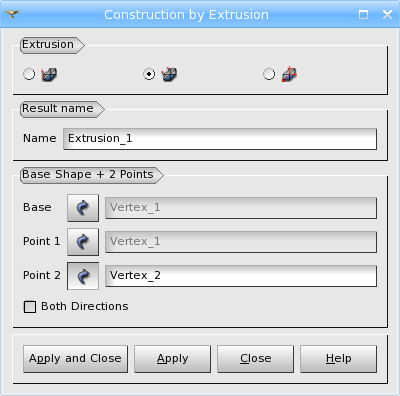 Construction by Extrusion
Extrusion
Result name
Name Extrusion_1
Base Shape + 2 Points
Base Vertex_1
Point 1 Vertex_1
Point 2 Vertex_2
Both Directions
Apply and Close Apply Close Help